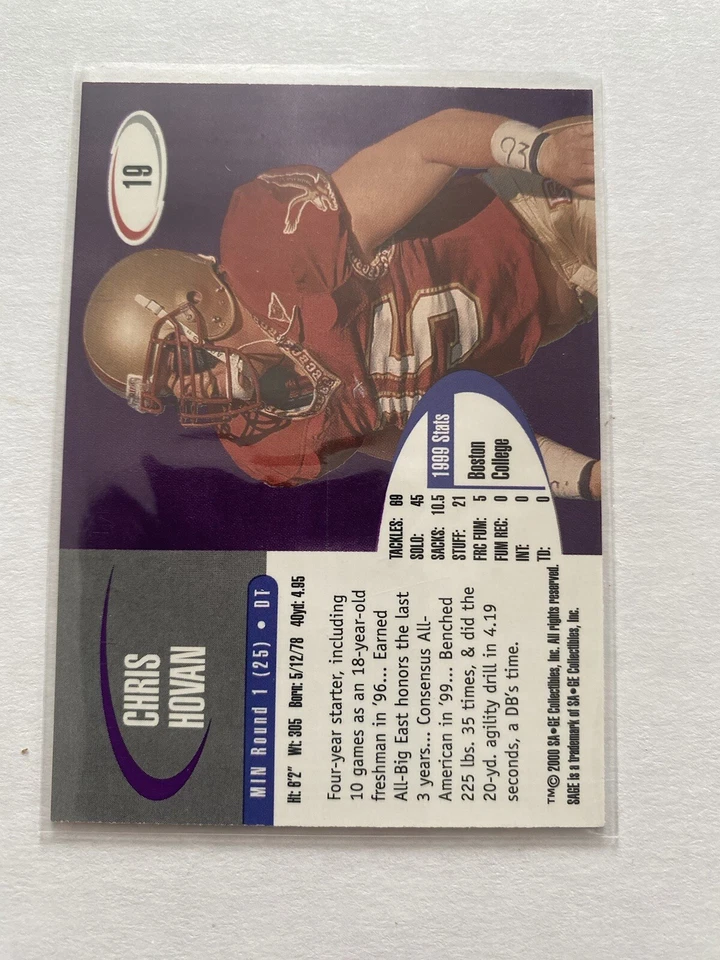 19
93
CHRIS
HOVAN
MIN Round 1 (25) • DT
Ht: 6'2" Wt: 305 Born: 5/12/78 40yd: 4.95
Four-year starter, including
10 games as an 18-year-old
freshman in '96... Earned
All-Big East honors the last
3 years... Consensus All-
American in '99... Benched
225 lbs. 35 times, & did the
20-yd. agility drill in 4.19
seconds, a DB's time.
1999 Stats
Boston
College
TACKLES: 69
SOLO: 45
SACKS: 10.5
STUFF: 21
FRC FUM: 5
FUM REC: 0
INT: 0
TD: 0
™© 2000 SA•GE Collectibles, Inc. All rights reserved.
SAGE is a trademark of SA•GE Collectibles, Inc.